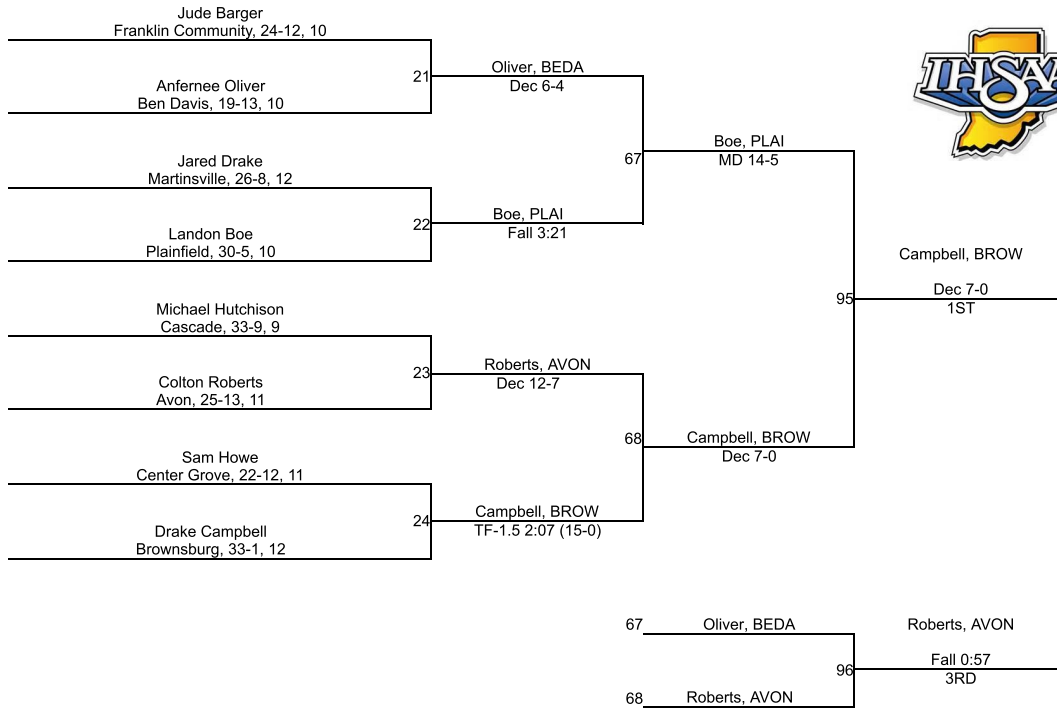 Jude Barger
Franklin Community, 24-12, 10
21
Anfernee Oliver
Ben Davis, 19-13, 10
Oliver, BEDA
Dec 6-4
67
Jared Drake
Martinsville, 26-8, 12
22
Landon Boe
Plainfield, 30-5, 10
Boe, PLAI
Fall 3:21
Boe, PLAI
MD 14-5
95
Michael Hutchison
Cascade, 33-9, 9
23
Colton Roberts
Avon, 25-13, 11
Roberts, AVON
Dec 12-7
68
Sam Howe
Center Grove, 22-12, 11
24
Drake Campbell
Brownsburg, 33-1, 12
Campbell, BROW
TF-1.5 2:07 (15-0)
Campbell, BROW
Dec 7-0
Campbell, BROW
Dec 7-0
1ST
IHSAA
67
Oliver, BEDA
96
68
Roberts, AVON
Roberts, AVON
Fall 0:57
3RD